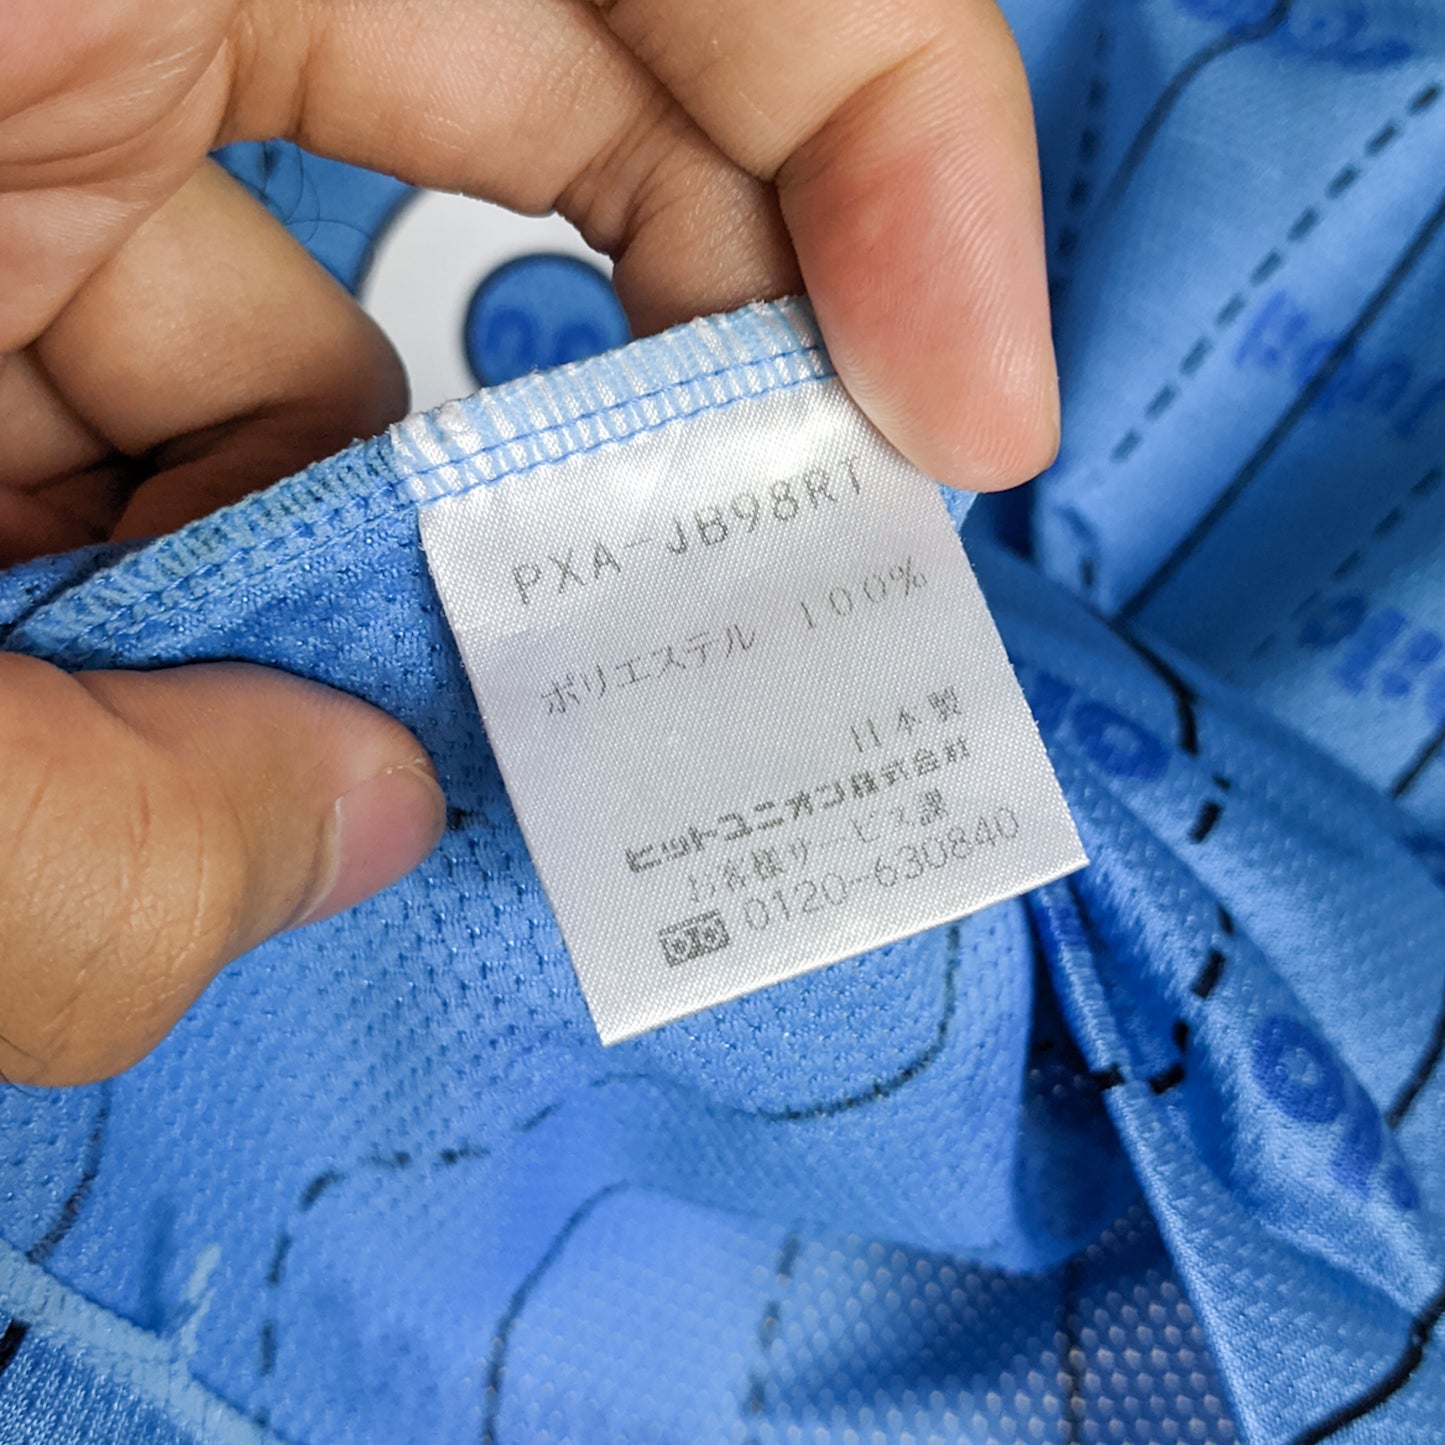 PXA-JB98RT
ポリエステル 100%
日本製
ヒットユニオン株式会社
お客様サービス課
0120-630840